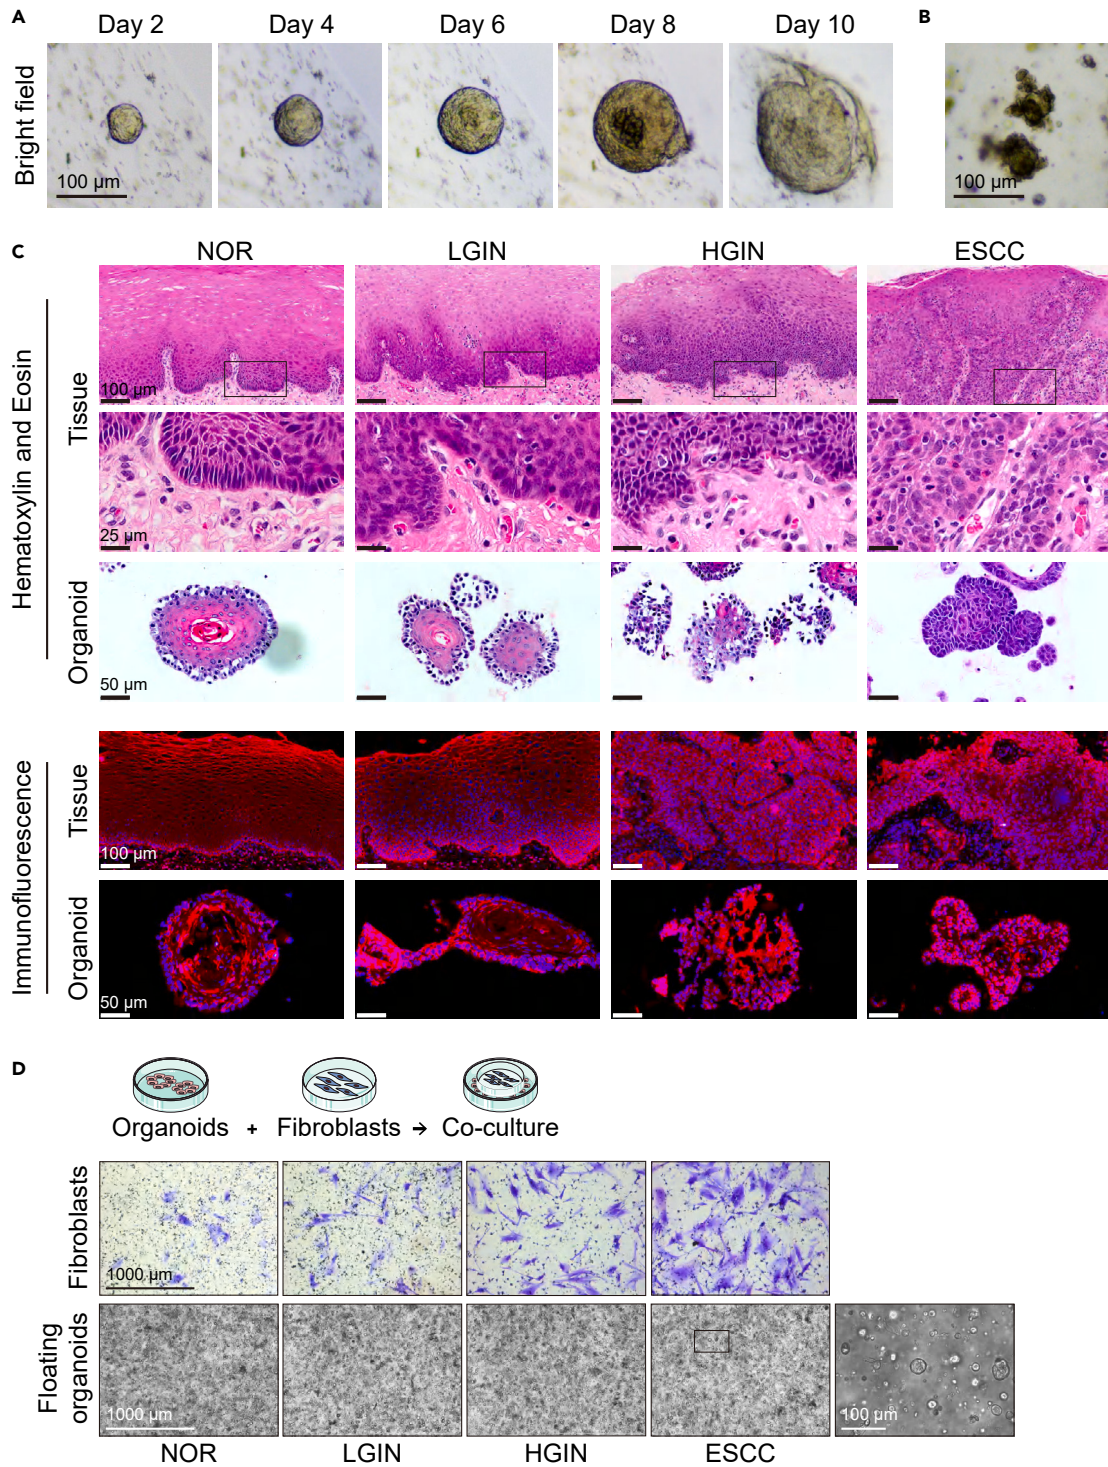 A
Day 2
Day 4
Day 6
Day 8
Day 10
B
Bright field
100 µm
100 µm
C
NOR
LGIN
HGIN
ESCC
Hematoxylin and Eosin
Tissue
100 µm
25 µm
Organoid
50 µm
Immunofluorescence
Tissue
100 µm
Organoid
50 µm
D
Organoids + Fibroblasts → Co-culture
Fibroblasts
1000 µm
Floating
organoids
1000 µm
100 µm
NOR
LGIN
HGIN
ESCC